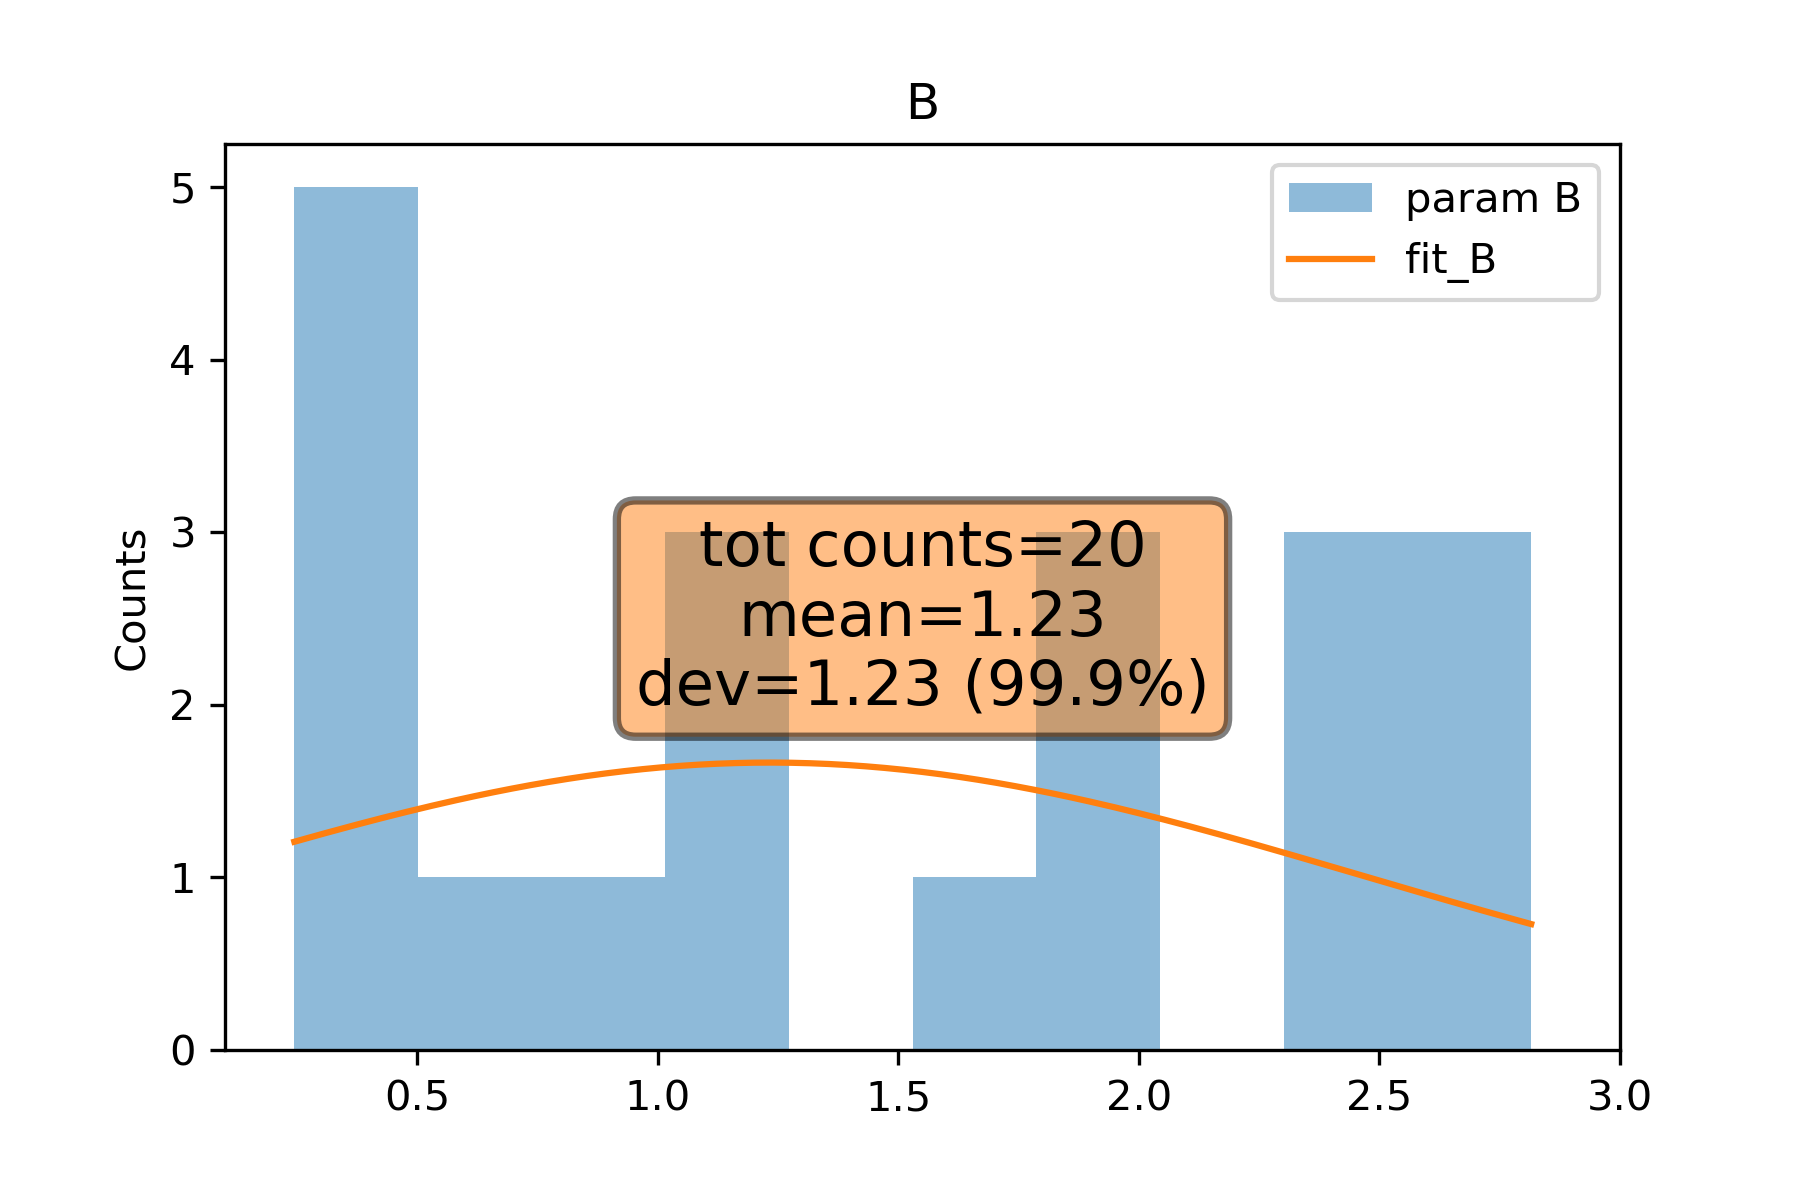 B
Counts
5
4
3
2
1
0
param B
fit_B
tot counts=20
mean=1.23
dev=1.23 (99.9%)
0.5 1.0 1.5 2.0 2.5 3.0